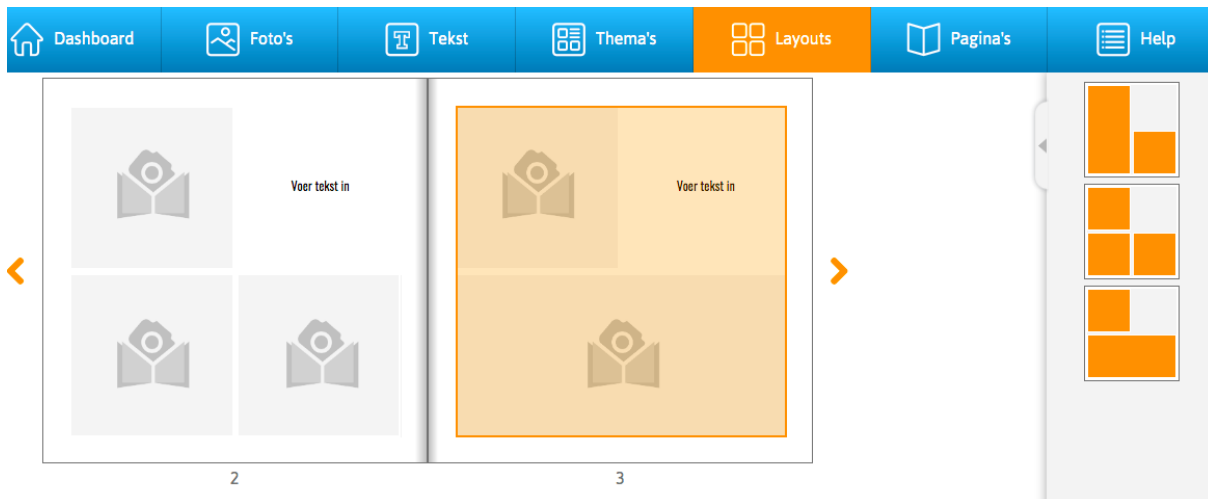 Dashboard
Foto's
Tekst
Thema's
Layouts
Pagina's
Help
Voer tekst in
Voer tekst in
2
3